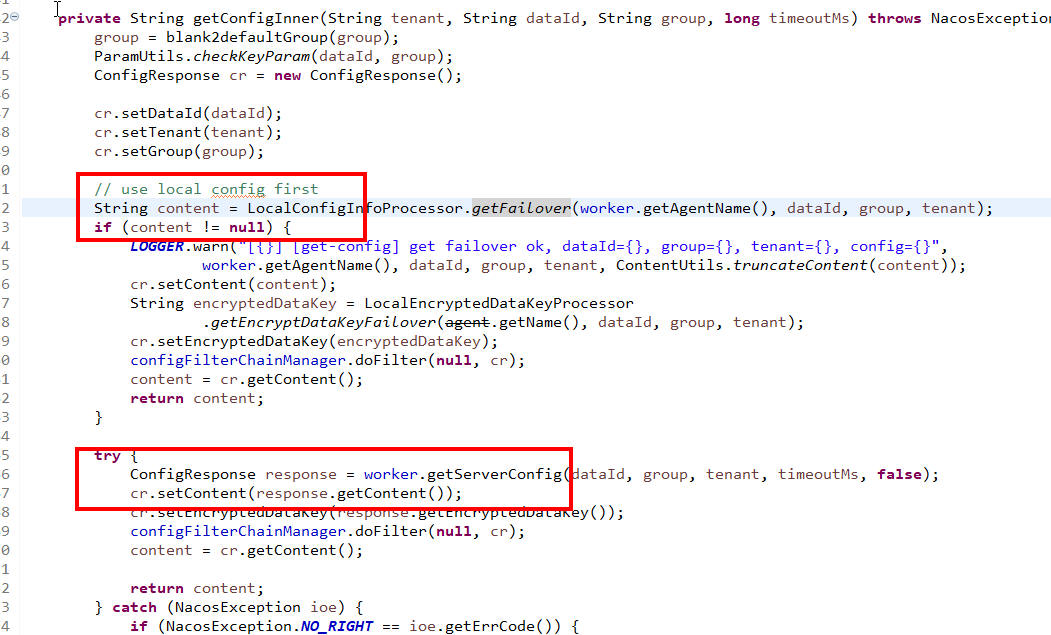 2 private String getConfigInner(String tenant, String dataId, String group, long timeoutMs) throws NacosException
3 group = blank2defaultGroup(group);
4 ParamUtils.checkKeyParam(dataId, group);
5 ConfigResponse cr = new ConfigResponse();
6
7 cr.setDataId(dataId);
8 cr.setTenant(tenant);
9 cr.setGroup(group);
0
1 // use local config first
2 String content = LocalConfigInfoProcessor.getFailover(worker.getAgentName(), dataId, group, tenant);
3 if (content != null) {
4 LOGGER.warn("[{}] [get-config] get failover ok, dataId={}, group={}, tenant={}, config={}",
5 worker.getAgentName(), dataId, group, tenant, ContentUtils.truncateContent(content));
6 cr.setContent(content);
7 String encryptedDataKey = LocalEncryptedDataKeyProcessor
8 .getEncryptDataKeyFailover(agent.getName(), dataId, group, tenant);
9 cr.setEncryptedDataKey(encryptedDataKey);
0 configFilterChainManager.doFilter(null, cr);
1 content = cr.getContent();
2 return content;
3 }
4
5 try {
6 ConfigResponse response = worker.getServerConfig(dataId, group, tenant, timeoutMs, false);
7 cr.setContent(response.getContent());
8 cr.setEncryptedDataKey(response.getEncryptedDataKey());
9 configFilterChainManager.doFilter(null, cr);
0 content = cr.getContent();
1
2 return content;
3 } catch (NacosException ioe) {
4 if (NacosException.NO_RIGHT == ioe.getErrCode()) {